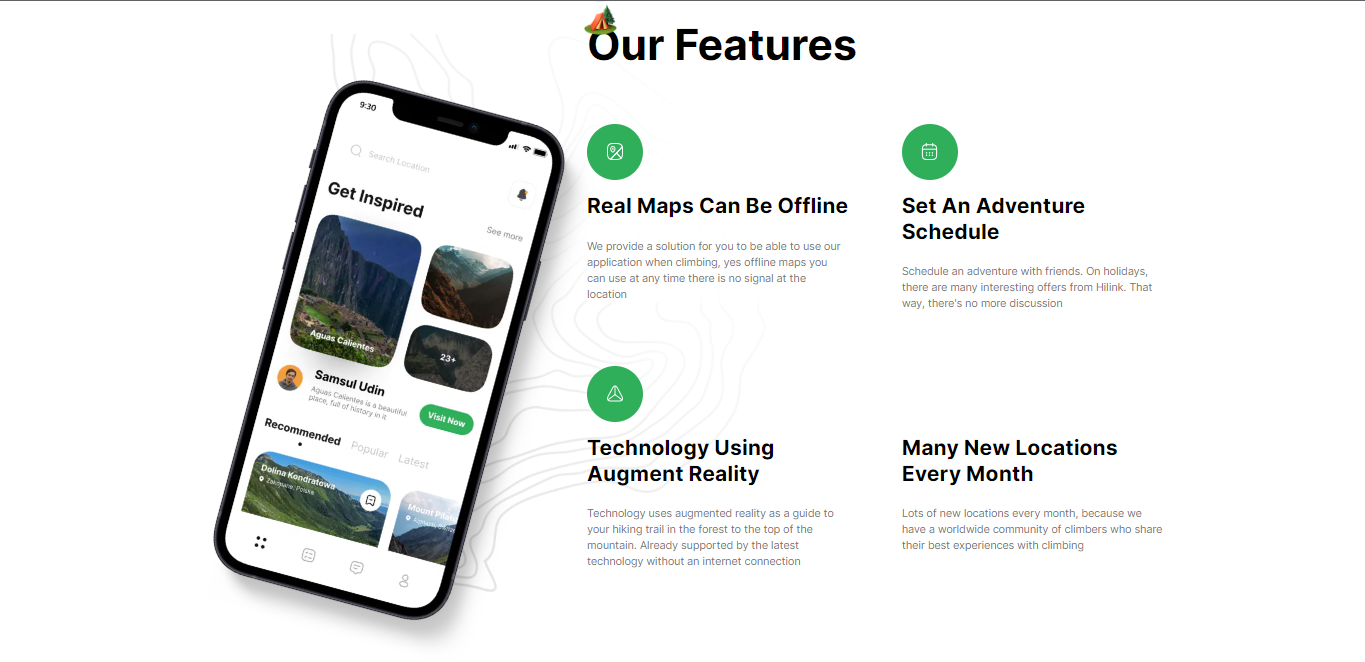 Our Features
9:30
Search Location
Get Inspired
See more
Aguas Calientes
23+
Samsul Udin
Aguas Calientes is a beautiful
place, full of history in it
Visit Now
Recommended
Popular
Latest
Dolina Kondratowa
Zakopane, Polska
Mount Pilat
Real Maps Can Be Offline
We provide a solution for you to be able to use our
application when climbing, yes offline maps you
can use at any time there is no signal at the
location
Set An Adventure
Schedule
Schedule an adventure with friends. On holidays,
there are many interesting offers from Hilink. That
way, there's no more discussion
Technology Using
Augment Reality
Technology uses augmented reality as a guide to
your hiking trail in the forest to the top of the
mountain. Already supported by the latest
technology without an internet connection
Many New Locations
Every Month
Lots of new locations every month, because we
have a worldwide community of climbers who share
their best experiences with climbing